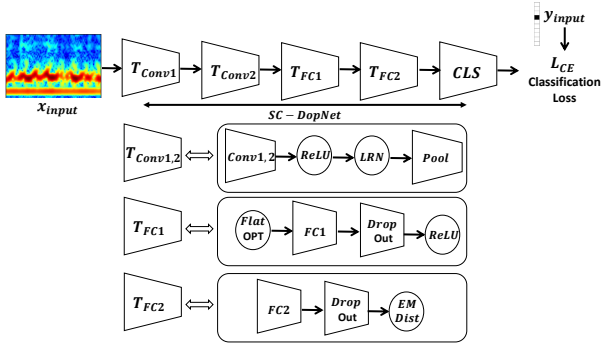 y_input
T_Conv1 T_Conv2 T_FC1 T_FC2 CLS L_CE
Classification
Loss
x_input
SC − DopNet
T_Conv1,2 Conv1,2 ReLU LRN Pool
T_FC1 Flat OPT FC1 Drop Out ReLU
T_FC2 FC2 Drop Out EM Dist